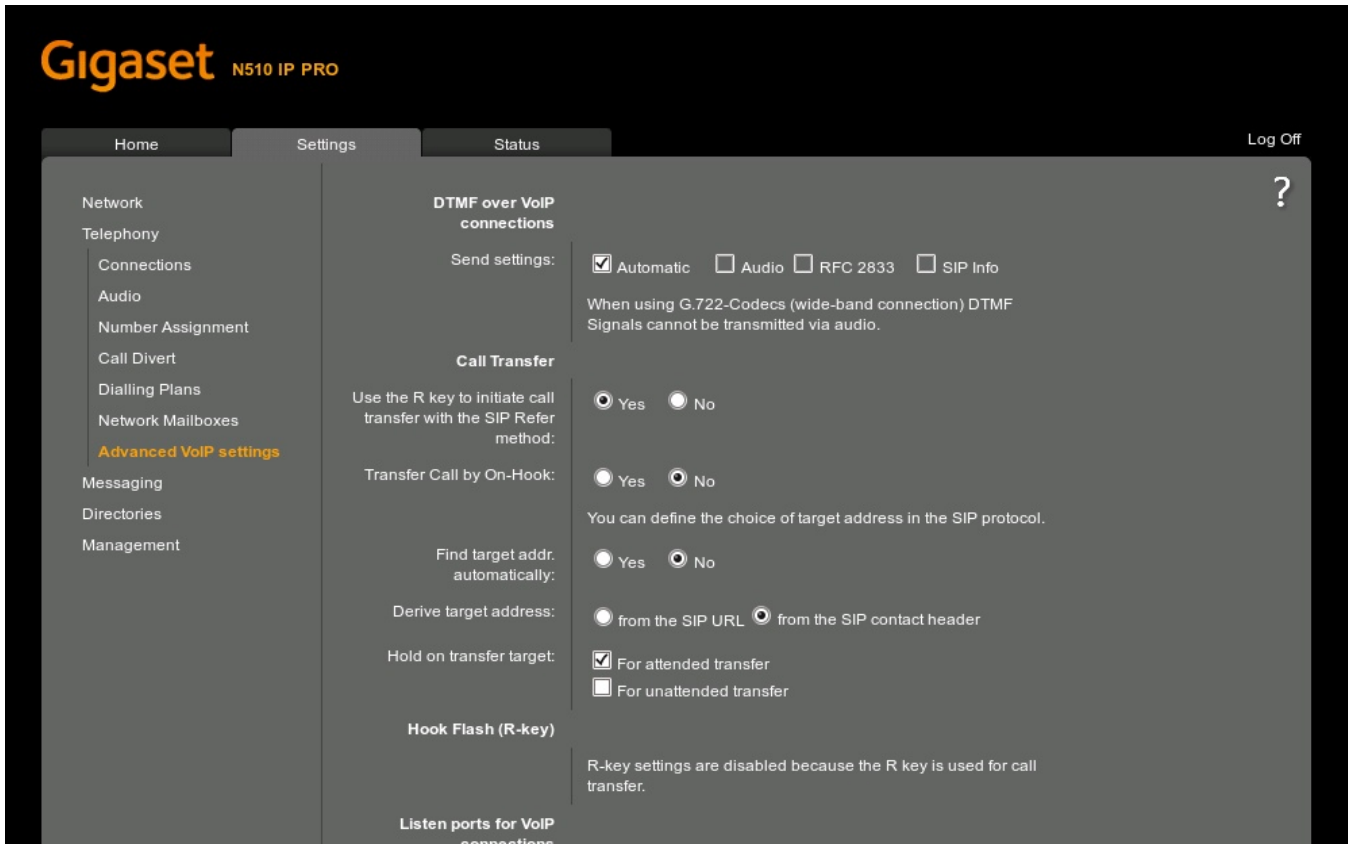 Gigaset N510 IP PRO
Home Settings Status Log Off
?
Network
Telephony
Connections
Audio
Number Assignment
Call Divert
Dialling Plans
Network Mailboxes
Advanced VoIP settings
Messaging
Directories
Management
DTMF over VoIP
connections
Send settings: Automatic Audio RFC 2833 SIP Info
When using G.722-Codecs (wide-band connection) DTMF
Signals cannot be transmitted via audio.
Call Transfer
Use the R key to initiate call
transfer with the SIP Refer
method:
Yes No
Transfer Call by On-Hook: Yes No
You can define the choice of target address in the SIP protocol.
Find target addr.
automatically:
Yes No
Derive target address: from the SIP URL from the SIP contact header
Hold on transfer target: For attended transfer
For unattended transfer
Hook Flash (R-key)
R-key settings are disabled because the R key is used for call
transfer.
Listen ports for VoIP
connections